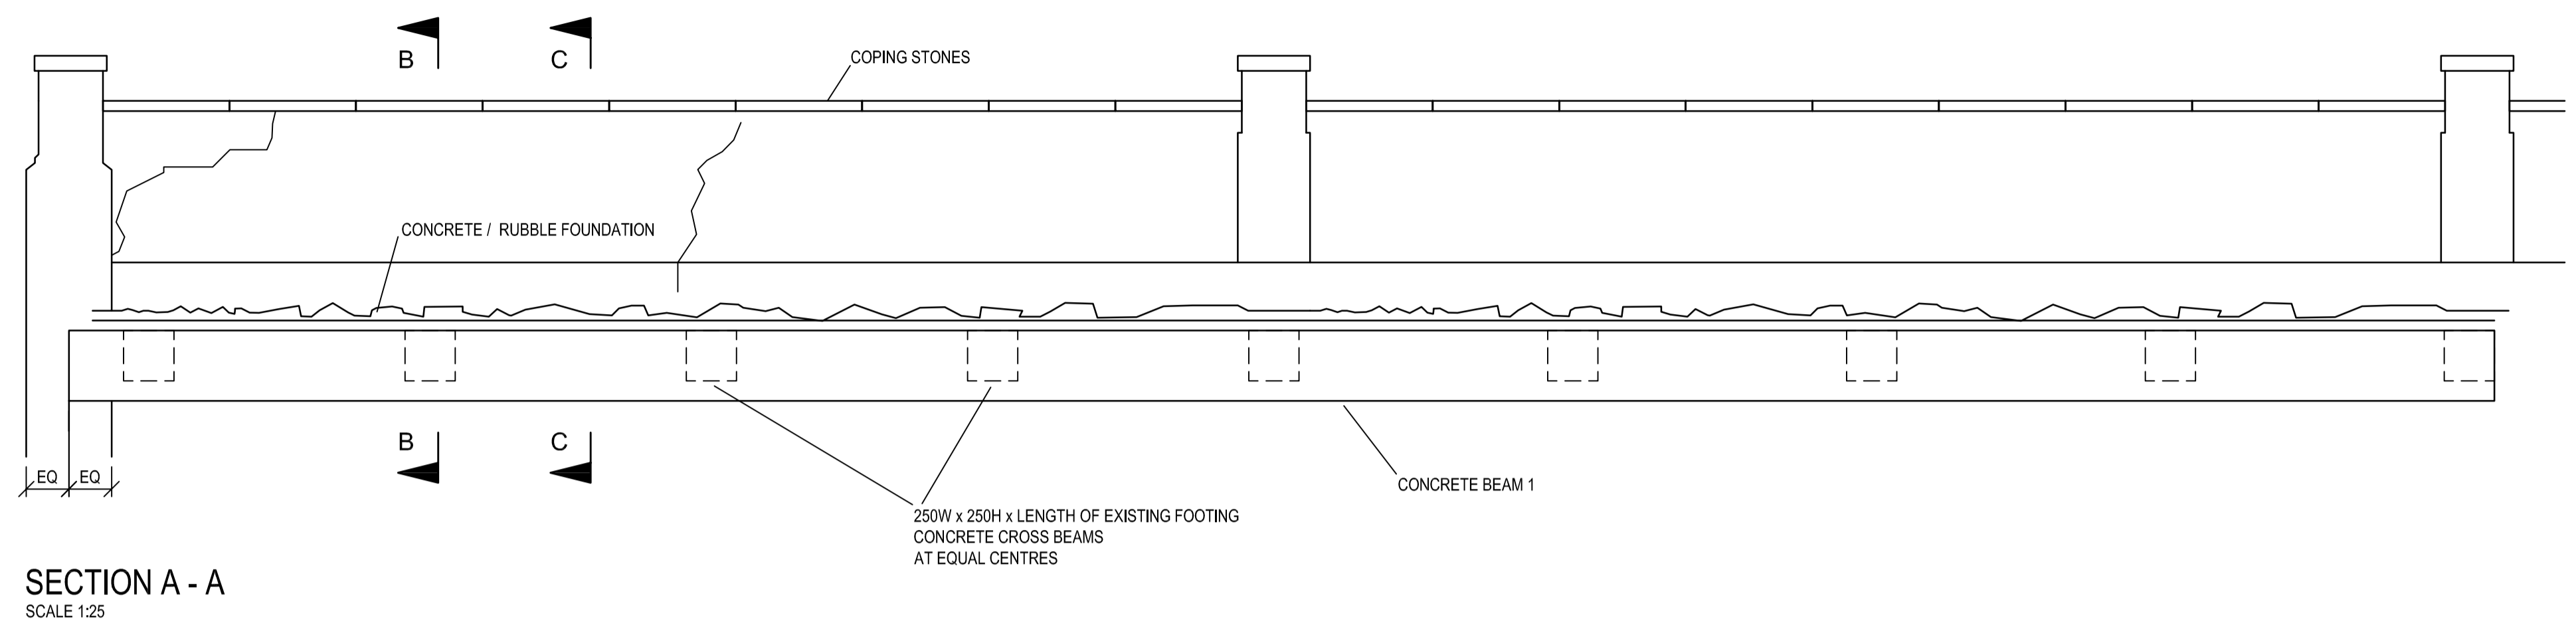 B
C
COPING STONES
CONCRETE / RUBBLE FOUNDATION
B
C
EQ
EQ
CONCRETE BEAM 1
250W x 250H x LENGTH OF EXISTING FOOTING
CONCRETE CROSS BEAMS
AT EQUAL CENTRES
SECTION A - A
SCALE 1:25